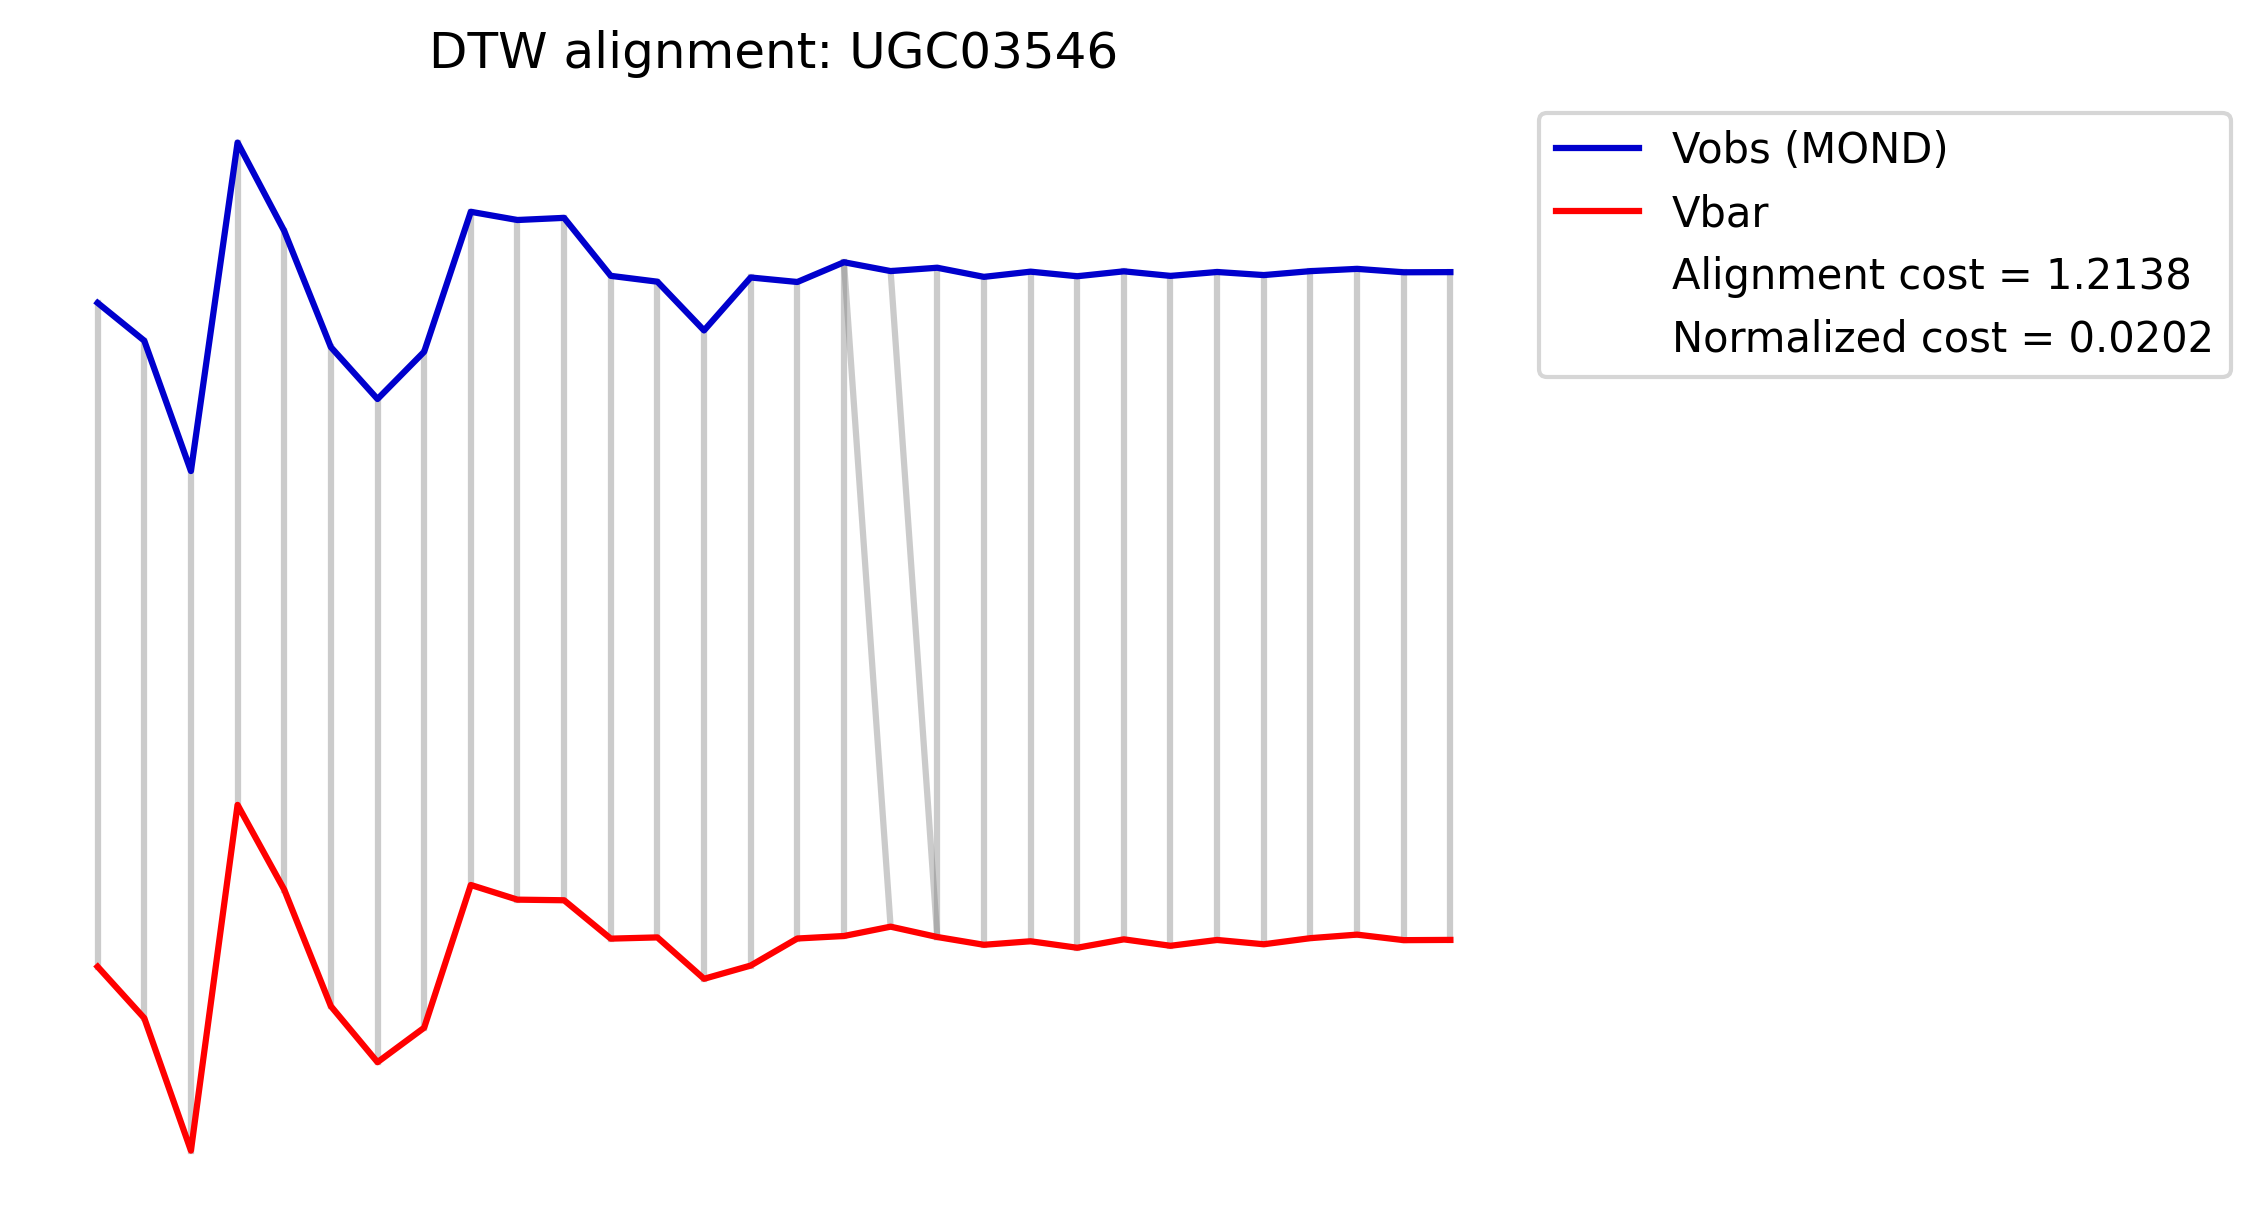 DTW alignment: UGC03546
Vobs (MOND)
Vbar
Alignment cost = 1.2138
Normalized cost = 0.0202